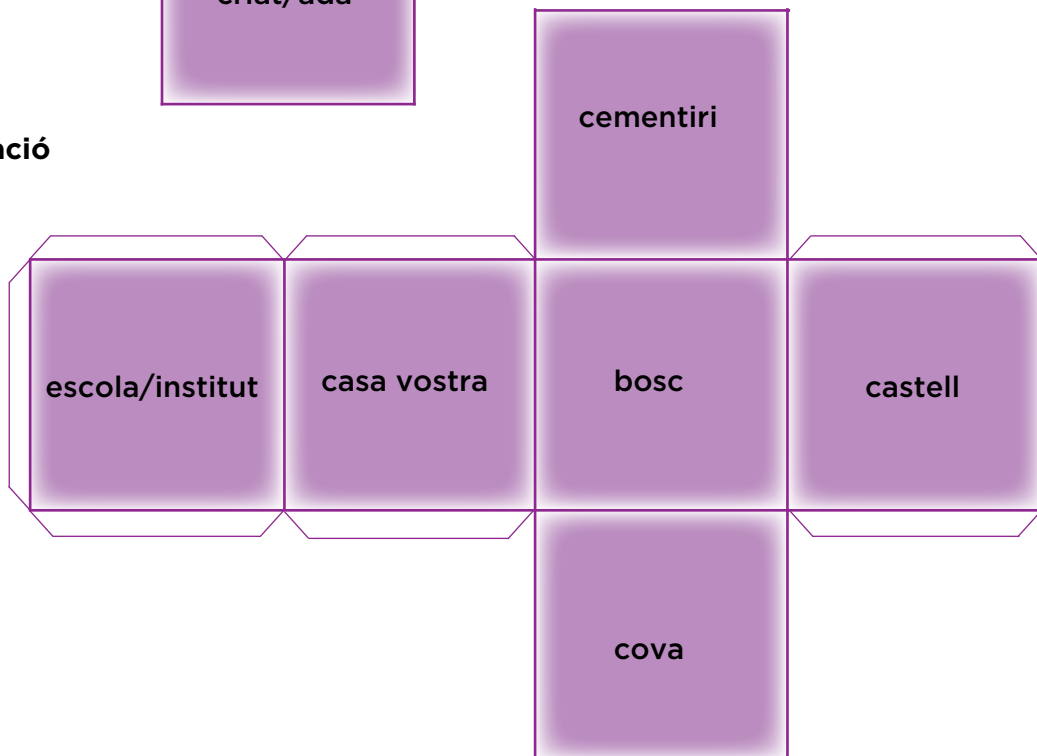 cementiri
escola/institut
casa vostra
bosc
castell
cova